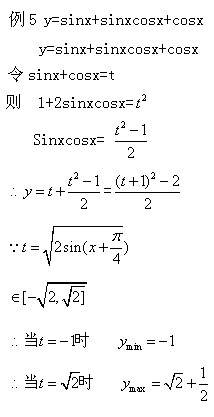 例5 y=sinx+sinxcosx+cosx
y=sinx+sinxcosx+cosx
令 sinx+cosx=t
则 1+2sinxcosx=t²
Sinxcosx= (t²-1)/2
∴ y=t+(t²-1)/2=((t+1)²-2)/2
∵ t=√(2sin(x+π/4))
∈[-√(2,√2]
∴ 当t=-1时 yₘᵢₙ=-1
∴ 当t=√2时 yₘₐₓ=√2+1/2